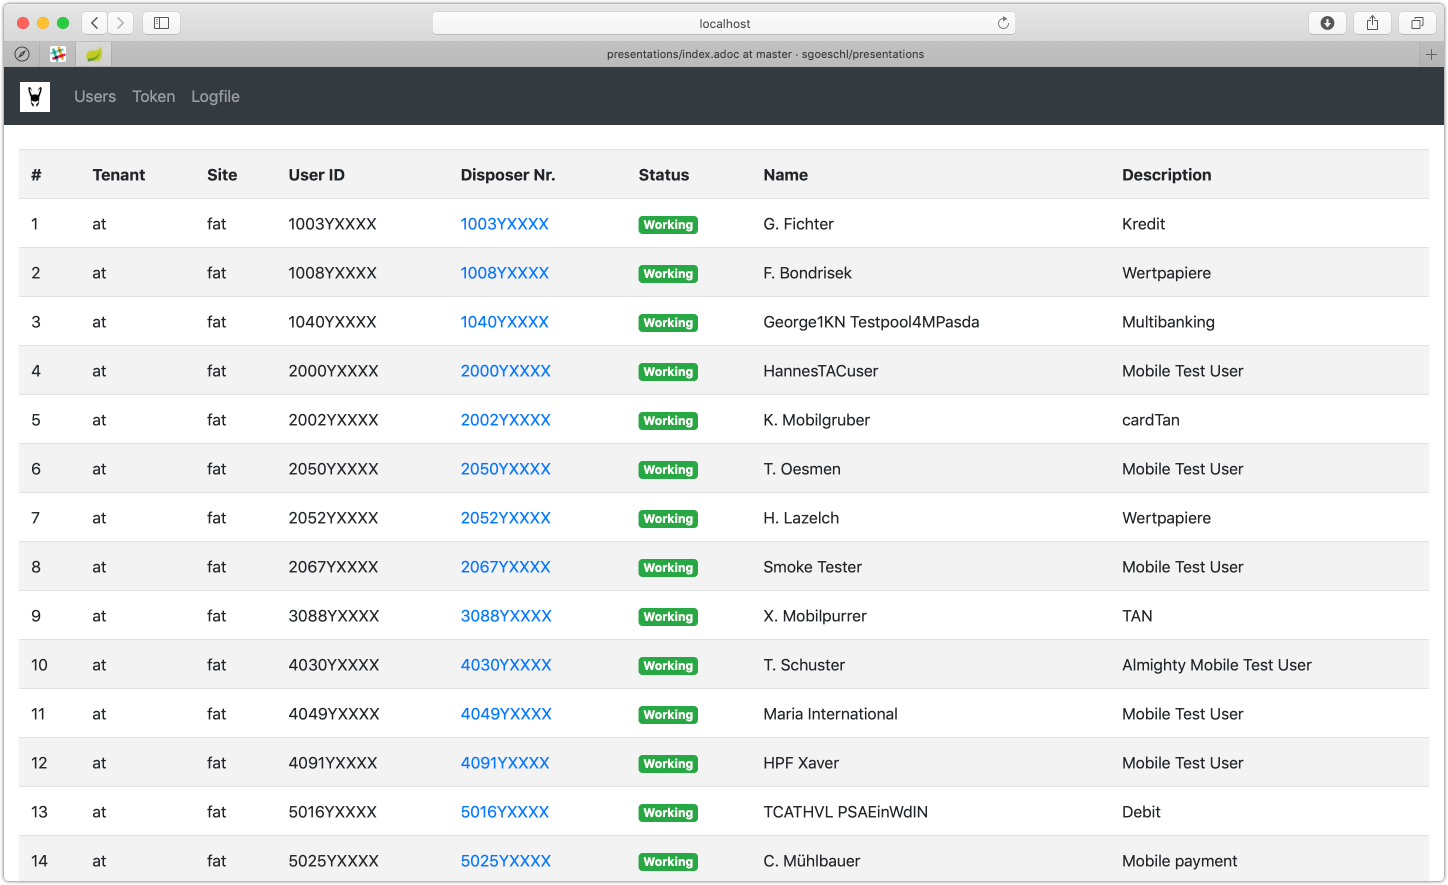 localhost
presentations/index.adoc at master · sgoeschl/presentations
Users Token Logfile
# Tenant Site User ID Disposer Nr. Status Name Description
1 at fat 1003YXXXX 1003YXXXX Working G. Fichter Kredit
2 at fat 1008YXXXX 1008YXXXX Working F. Bondrisek Wertpapiere
3 at fat 1040YXXXX 1040YXXXX Working George1KN Testpool4MPasda Multibanking
4 at fat 2000YXXXX 2000YXXXX Working HannesTACuser Mobile Test User
5 at fat 2002YXXXX 2002YXXXX Working K. Mobilgruber cardTan
6 at fat 2050YXXXX 2050YXXXX Working T. Oesmen Mobile Test User
7 at fat 2052YXXXX 2052YXXXX Working H. Lazelch Wertpapiere
8 at fat 2067YXXXX 2067YXXXX Working Smoke Tester Mobile Test User
9 at fat 3088YXXXX 3088YXXXX Working X. Mobilpurrer TAN
10 at fat 4030YXXXX 4030YXXXX Working T. Schuster Almighty Mobile Test User
11 at fat 4049YXXXX 4049YXXXX Working Maria International Mobile Test User
12 at fat 4091YXXXX 4091YXXXX Working HPF Xaver Mobile Test User
13 at fat 5016YXXXX 5016YXXXX Working TCATHVL PSAEinWdlN Debit
14 at fat 5025YXXXX 5025YXXXX Working C. Mühlbauer Mobile payment